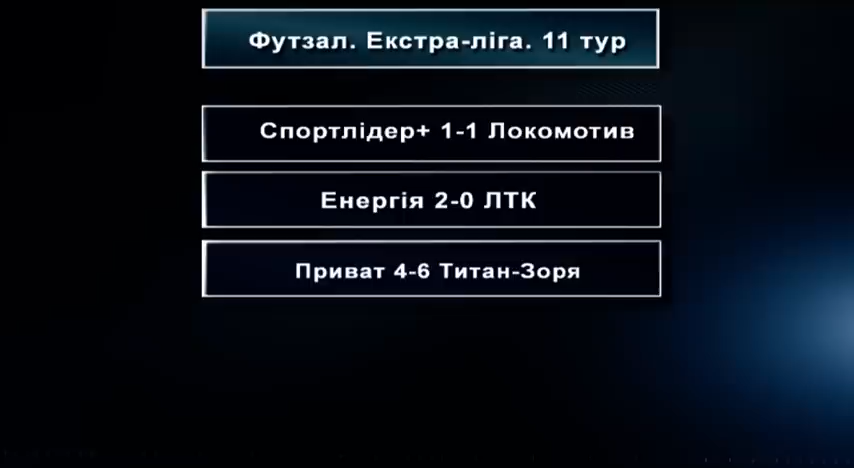 Футзал. Екстра-ліга. 11 тур
Спортлідер+ 1-1 Локомотив
Енергія 2-0 ЛТК
Приват 4-6 Титан-Зоря